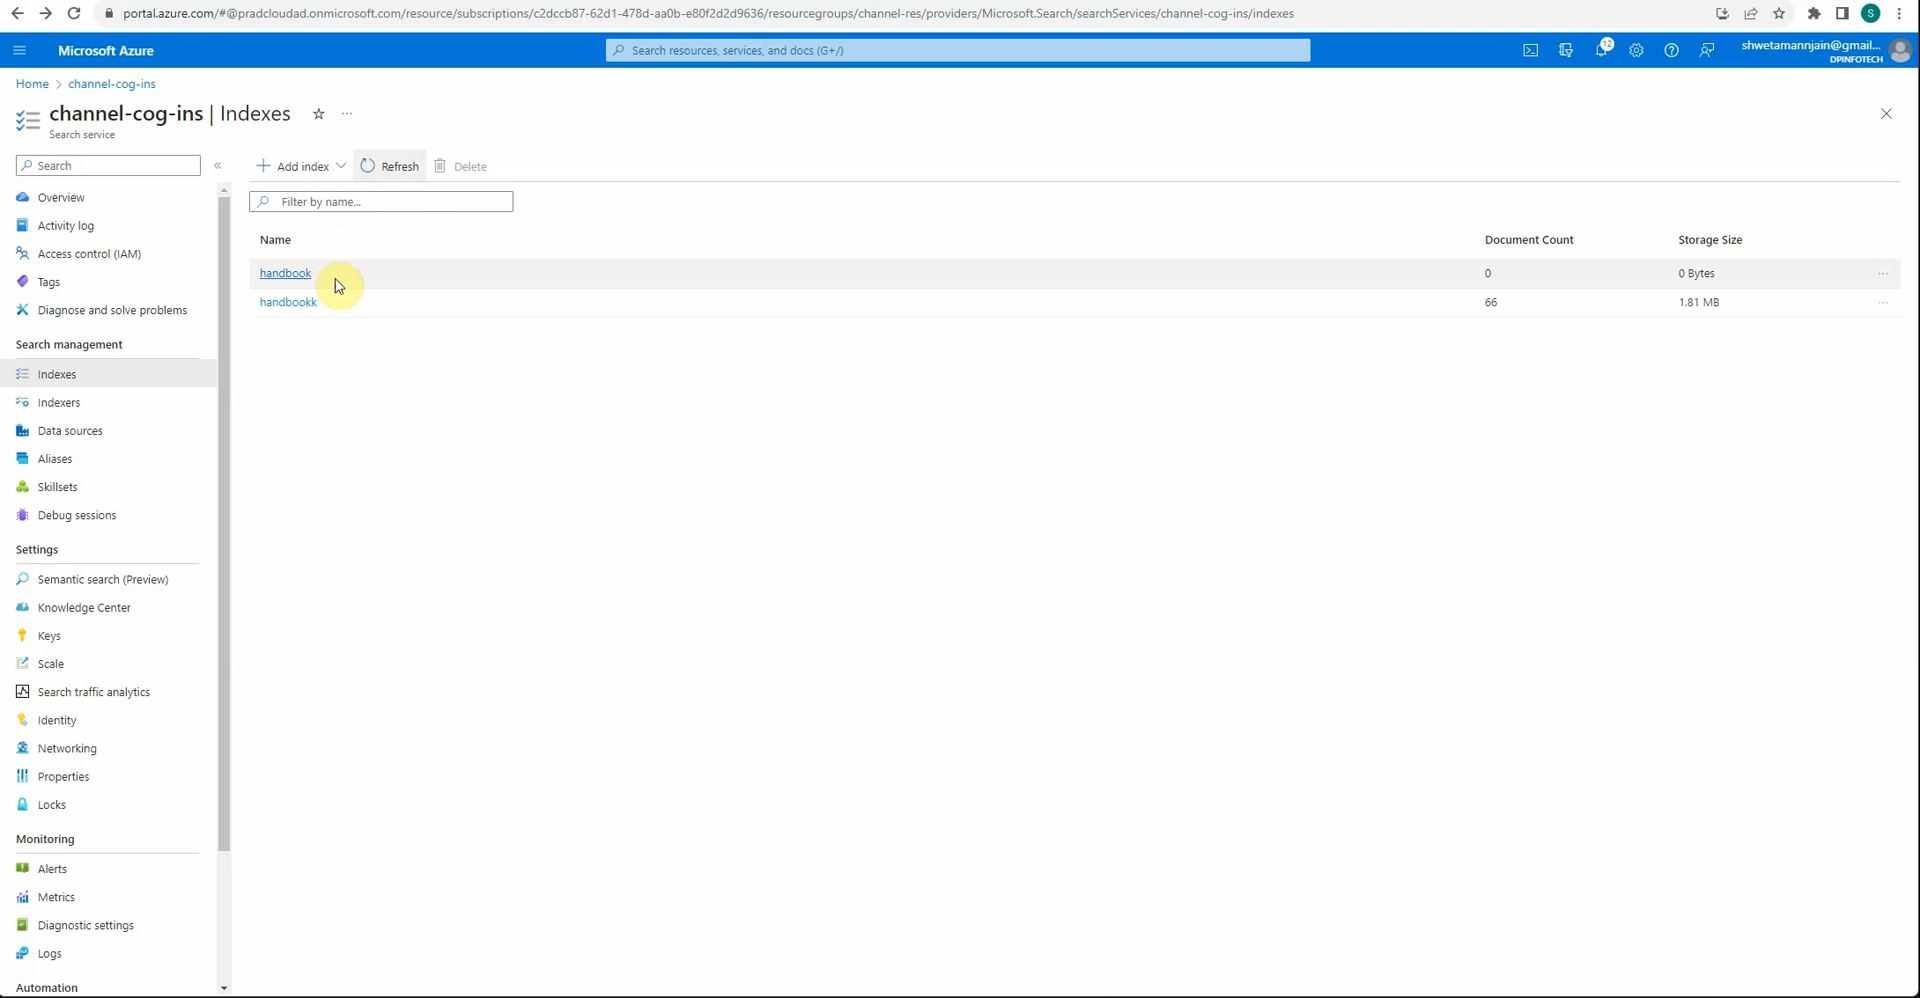 portal.azure.com/#@pradcloudad.onmicrosoft.com/resource/subscriptions/c2dccb87-62d1-478d-aa0b-e80f2d2d9636/resourcegroups/channel-res/providers/Microsoft.Search/searchServices/channel-cog-ins/indexes
S
Microsoft Azure
Search resources, services, and docs (G+/)
12
shwetamannjain@gmail...
DPINFOTECH
Home > channel-cog-ins
channel-cog-ins | Indexes
Search service
Search
Add index
Refresh
Delete
Filter by name...
Name Document Count Storage Size
handbook 0 0 Bytes
handbookk 66 1.81 MB
Overview
Activity log
Access control (IAM)
Tags
Diagnose and solve problems
Search management
Indexes
Indexers
Data sources
Aliases
Skillsets
Debug sessions
Settings
Semantic search (Preview)
Knowledge Center
Keys
Scale
Search traffic analytics
Identity
Networking
Properties
Locks
Monitoring
Alerts
Metrics
Diagnostic settings
Logs
Automation